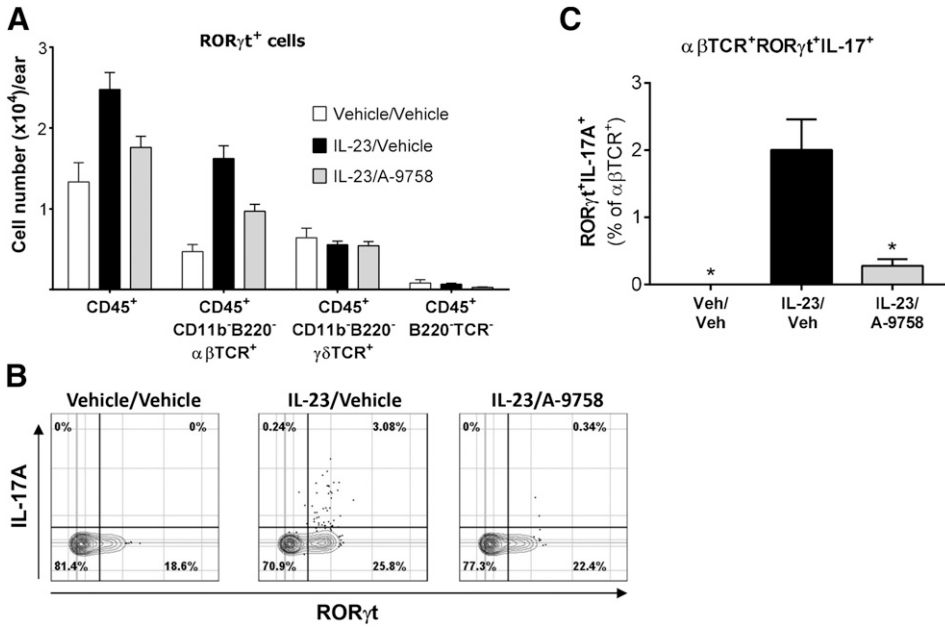 A
RORγt⁺ cells
Cell number (x10⁴)/ear
3
2
1
Vehicle/Vehicle
IL-23/Vehicle
IL-23/A-9758
CD45⁺
CD45⁺
CD11b⁻B220⁻
αβTCR⁺
CD45⁺
CD11b⁻B220⁻
γδTCR⁺
CD45⁺
B220⁻TCR⁻
C
αβTCR⁺RORγt⁺IL-17⁺
RORγt⁺IL-17A⁺
(% of αβTCR⁺)
3
2
1
0
*
*
Veh/
Veh
IL-23/
Veh
IL-23/
A-9758
B
Vehicle/Vehicle
IL-23/Vehicle
IL-23/A-9758
IL-17A
0%
0%
81.4%
18.6%
0.24%
3.08%
70.9%
25.8%
0%
0.34%
77.3%
22.4%
RORγt